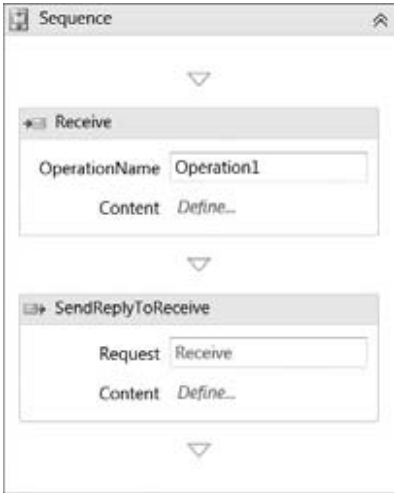 Sequence
Receive
OperationName Operation1
Content Define...
SendReplyToReceive
Request Receive
Content Define...